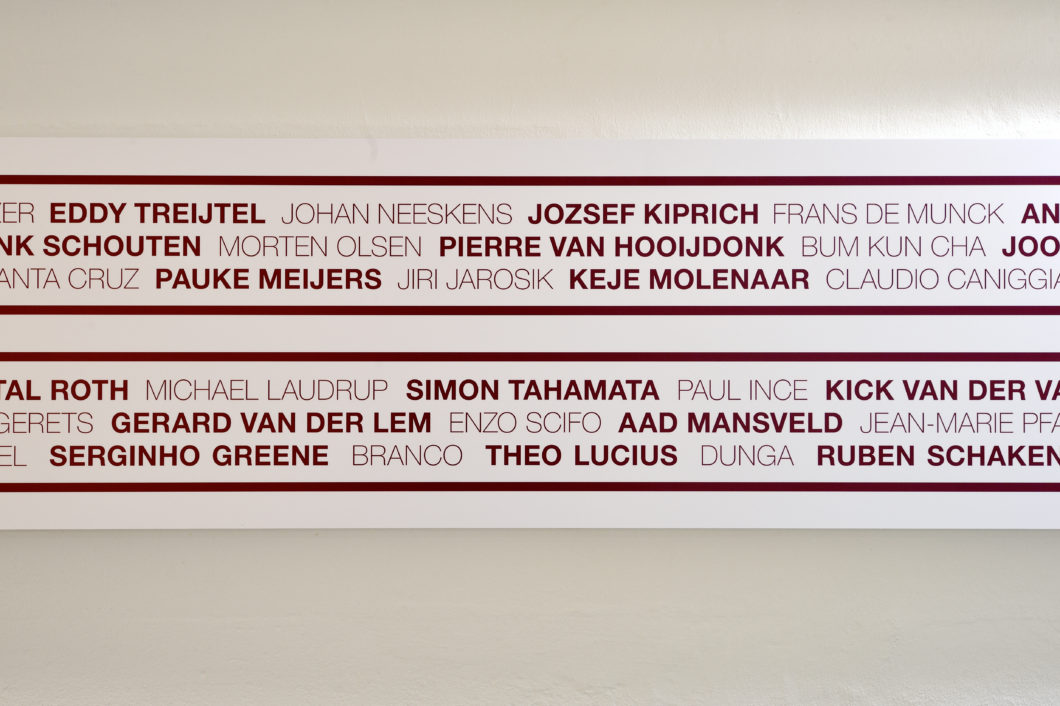 ZER EDDY TREIJTEL JOHAN NEESKENS JOZSEF KIPRICH FRANS DE MUNCK AN
NK SCHOUTEN MORTEN OLSEN PIERRE VAN HOOIJDONK BUM KUN CHA JOO
ANTA CRUZ PAUKE MEIJERS JIRI JAROSIK KEJE MOLENAAR CLAUDIO CANIGGIA
TAL ROTH MICHAEL LAUDRUP SIMON TAHAMATA PAUL INCE KICK VAN DER VA
GERETS GERARD VAN DER LEM ENZO SCIFO AAD MANSVELD JEAN-MARIE PFA
EL SERGINHO GREENE BRANCO THEO LUCIUS DUNGA RUBEN SCHAKEN